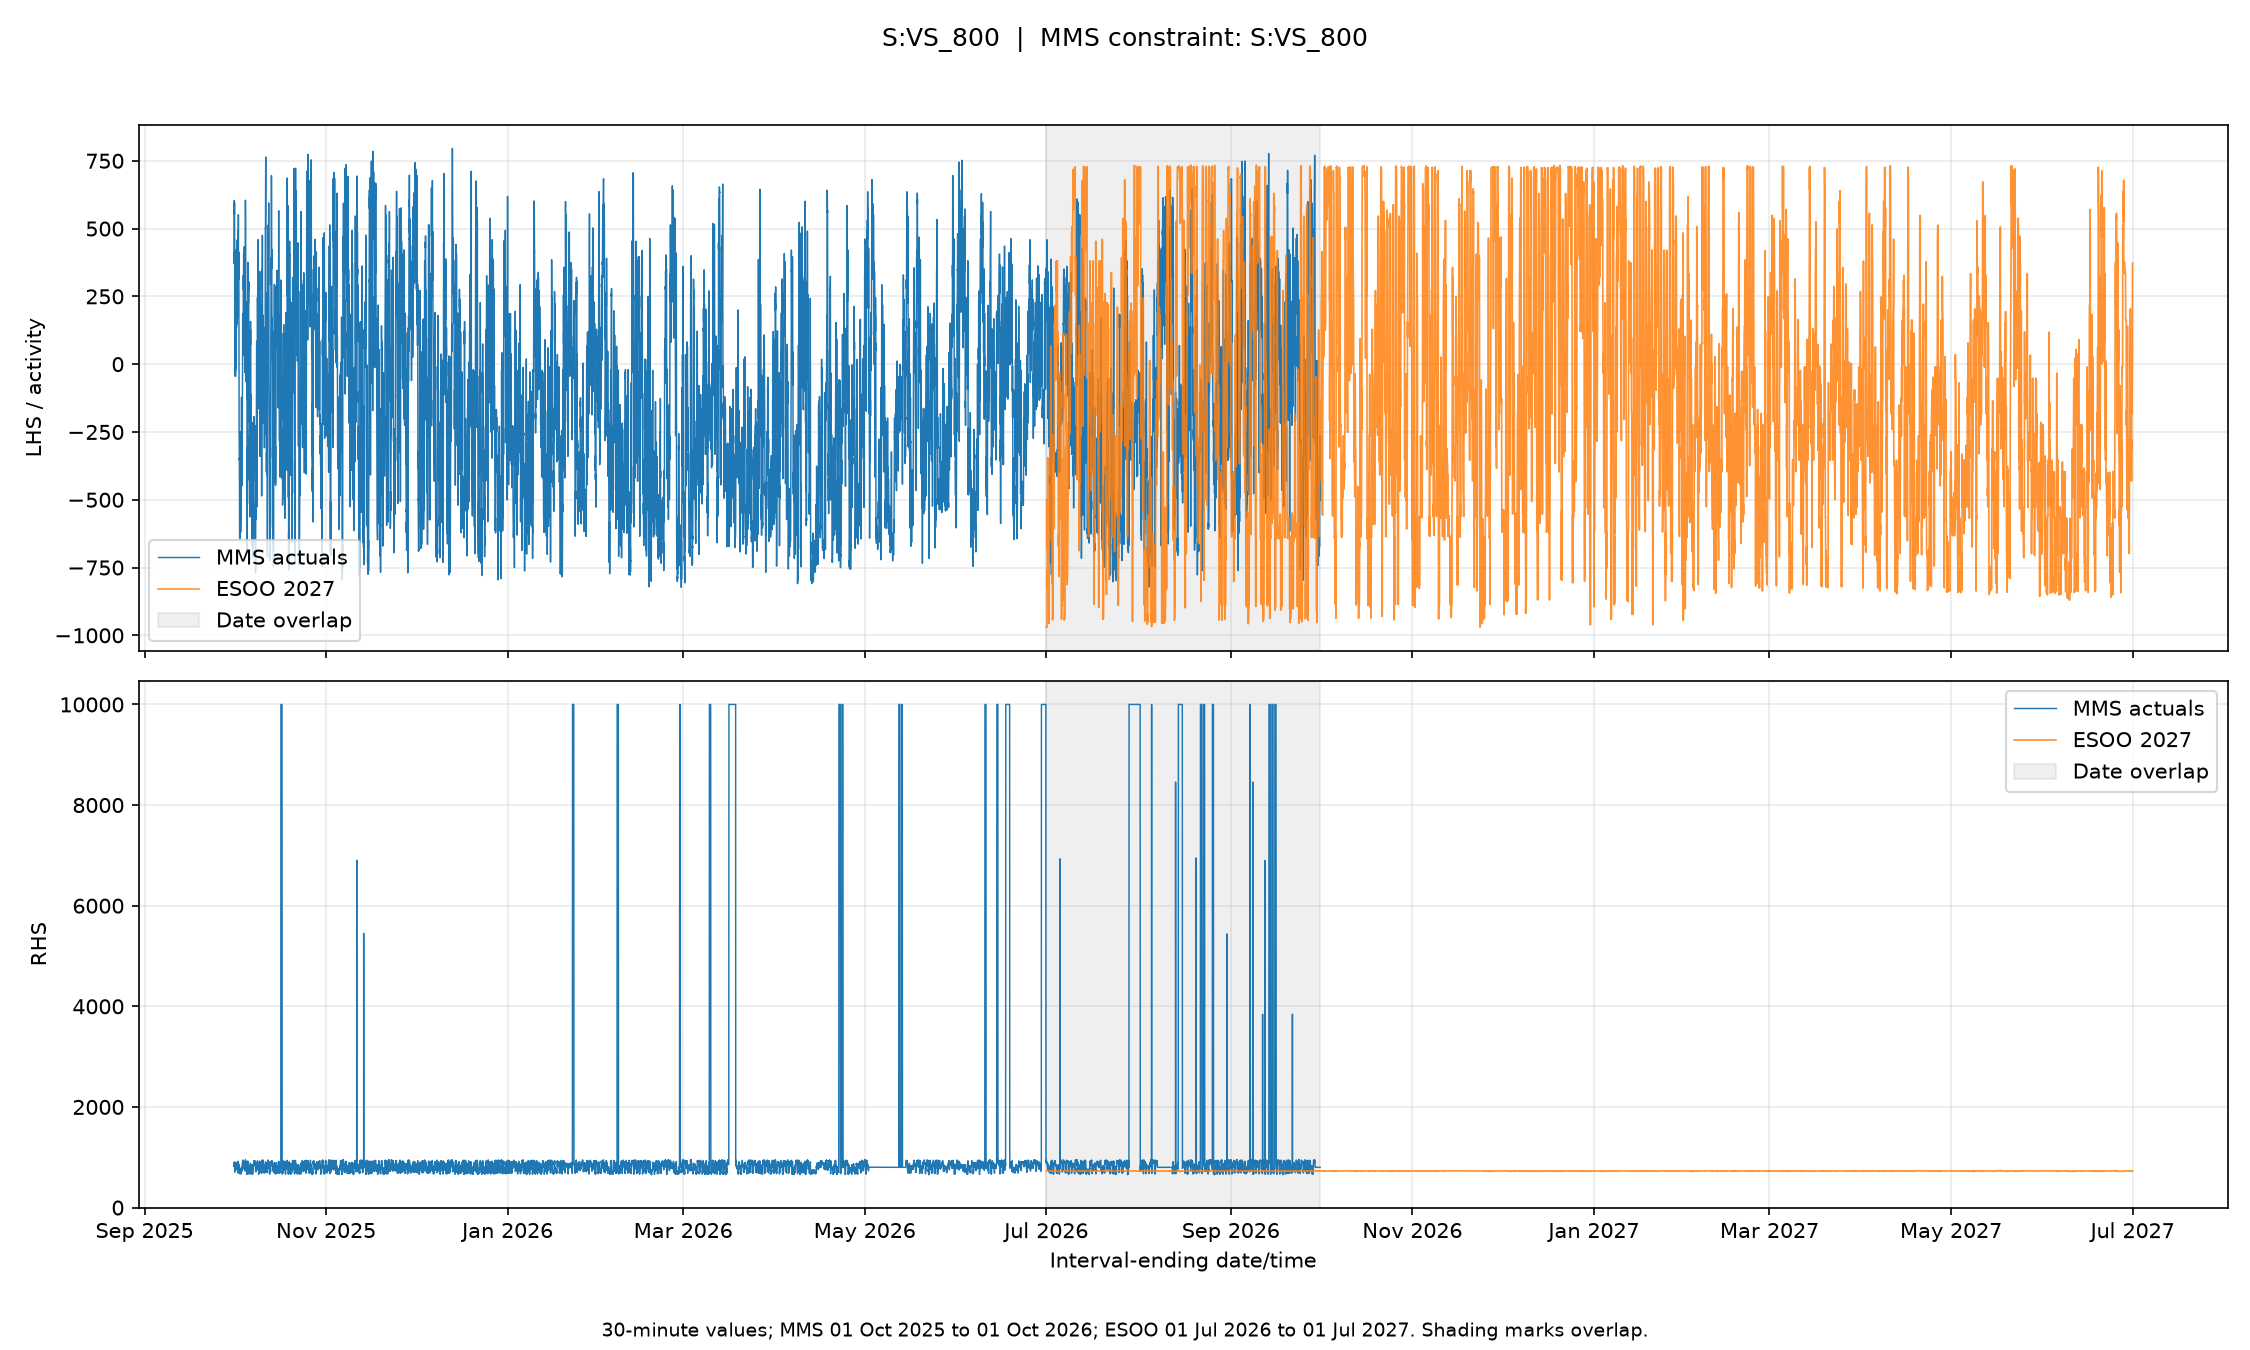 S:VS_800  |  MMS constraint: S:VS_800
LHS / activity
750
500
250
0
−250
−500
−750
−1000
MMS actuals
ESOO 2027
Date overlap
RHS
10000
8000
6000
4000
2000
0
MMS actuals
ESOO 2027
Date overlap
Sep 2025 Nov 2025 Jan 2026 Mar 2026 May 2026 Jul 2026 Sep 2026 Nov 2026 Jan 2027 Mar 2027 May 2027 Jul 2027
Interval-ending date/time
30-minute values; MMS 01 Oct 2025 to 01 Oct 2026; ESOO 01 Jul 2026 to 01 Jul 2027. Shading marks overlap.